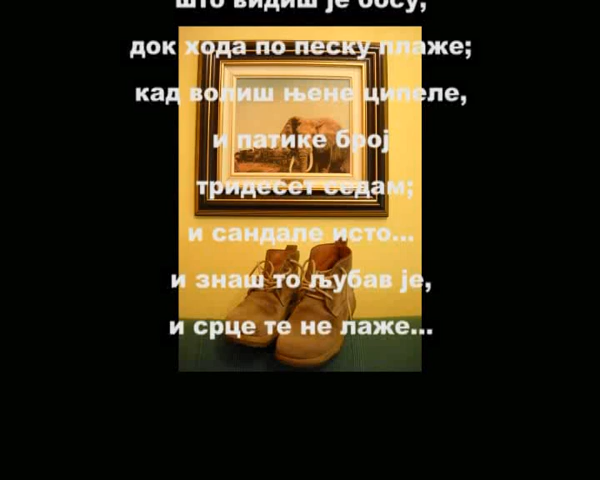 што видиш је босу,
док хода по песку плаже;
кад волиш њене ципеле,
и патике број
тридесет седам;
и сандале исто...
и знаш то љубав је,
и срце те не лаже...